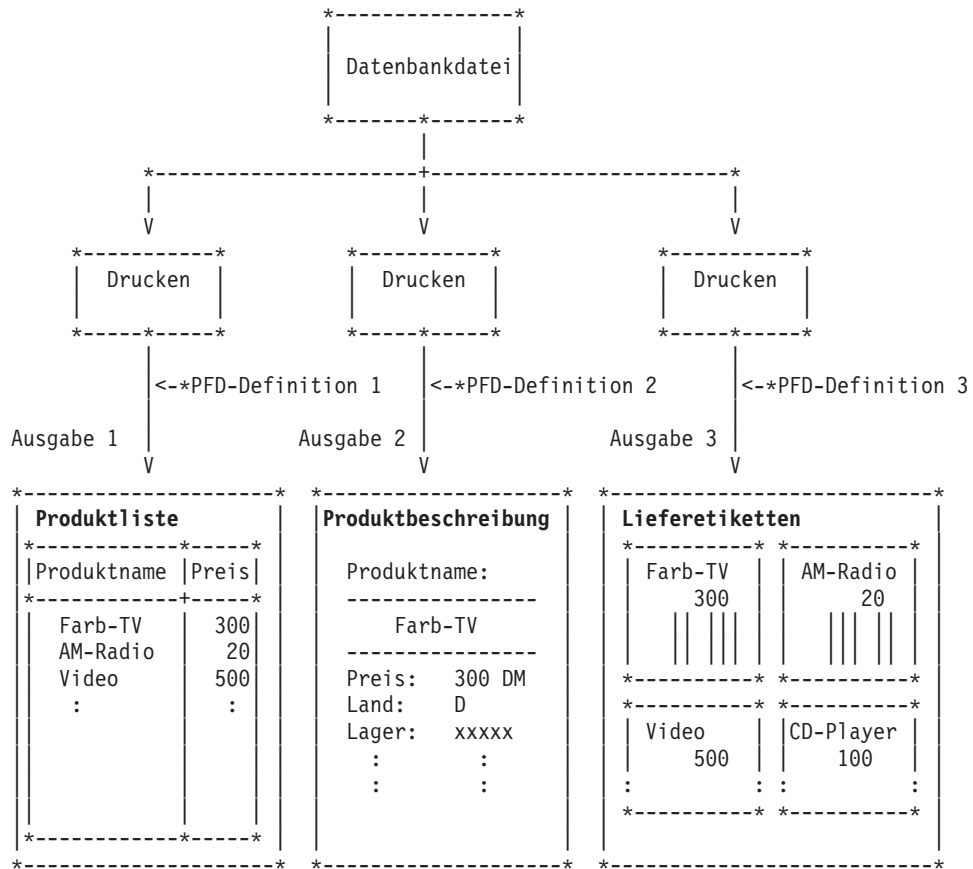 Datenbankdatei
Drucken Drucken Drucken
<-*PFD-Definition 1 <-*PFD-Definition 2 <-*PFD-Definition 3
Ausgabe 1 Ausgabe 2 Ausgabe 3
Produktliste
Produktname Preis
Farb-TV 300
AM-Radio 20
Video 500
: :
Produktbeschreibung
Produktname:
Farb-TV
Preis: 300 DM
Land: D
Lager: xxxxx
: :
: :
Lieferetiketten
Farb-TV
300
AM-Radio
20
Video
500
CD-Player
100
: : : :